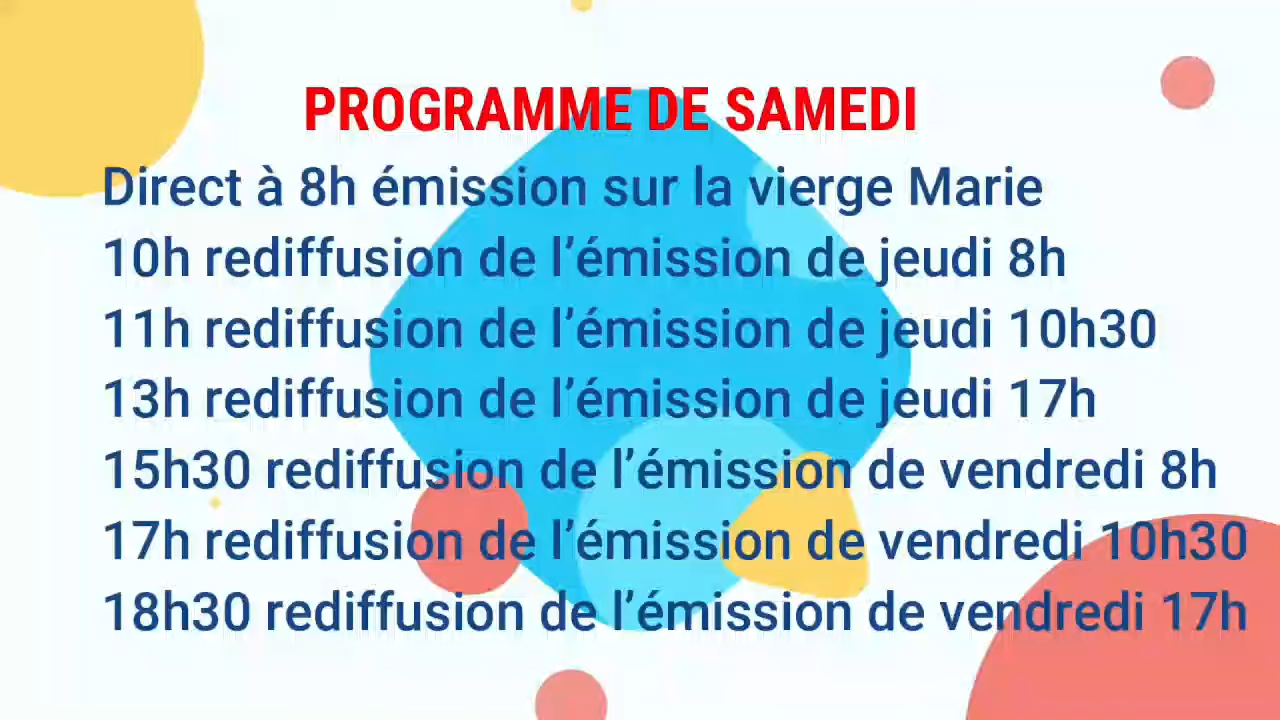 PROGRAMME DE SAMEDI
Direct à 8h émission sur la vierge Marie
10h rediffusion de l’émission de jeudi 8h
11h rediffusion de l’émission de jeudi 10h30
13h rediffusion de l’émission de jeudi 17h
15h30 rediffusion de l’émission de vendredi 8h
17h rediffusion de l’émission de vendredi 10h30
18h30 rediffusion de l’émission de vendredi 17h